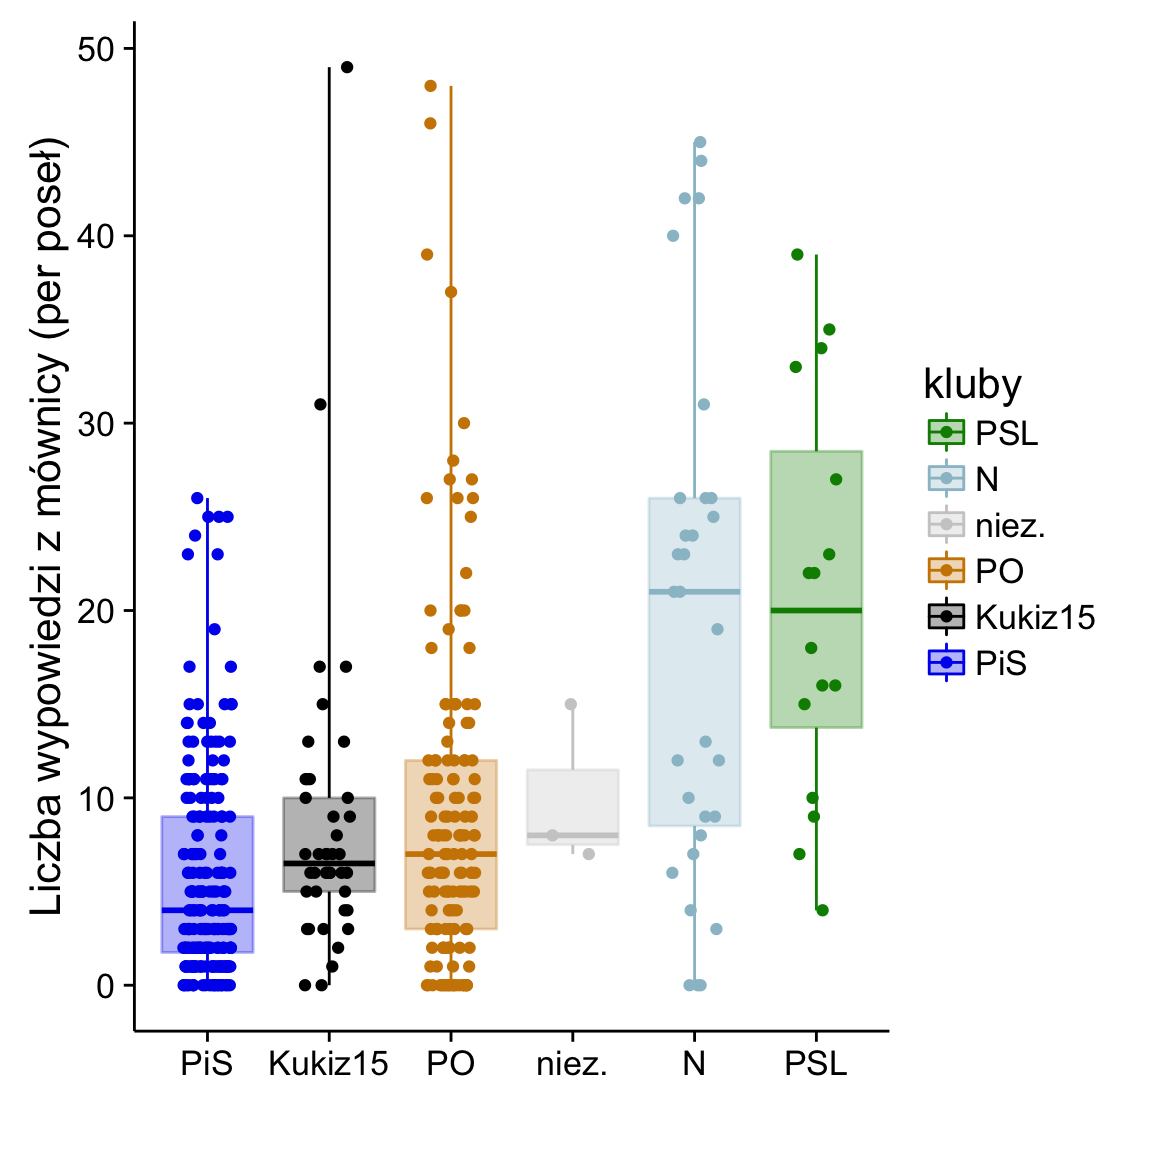 Liczba wypowiedzi z mównicy (per poseł)
50
40
30
20
10
0
PiS Kukiz15 PO niez. N PSL
kluby
PSL
N
niez.
PO
Kukiz15
PiS